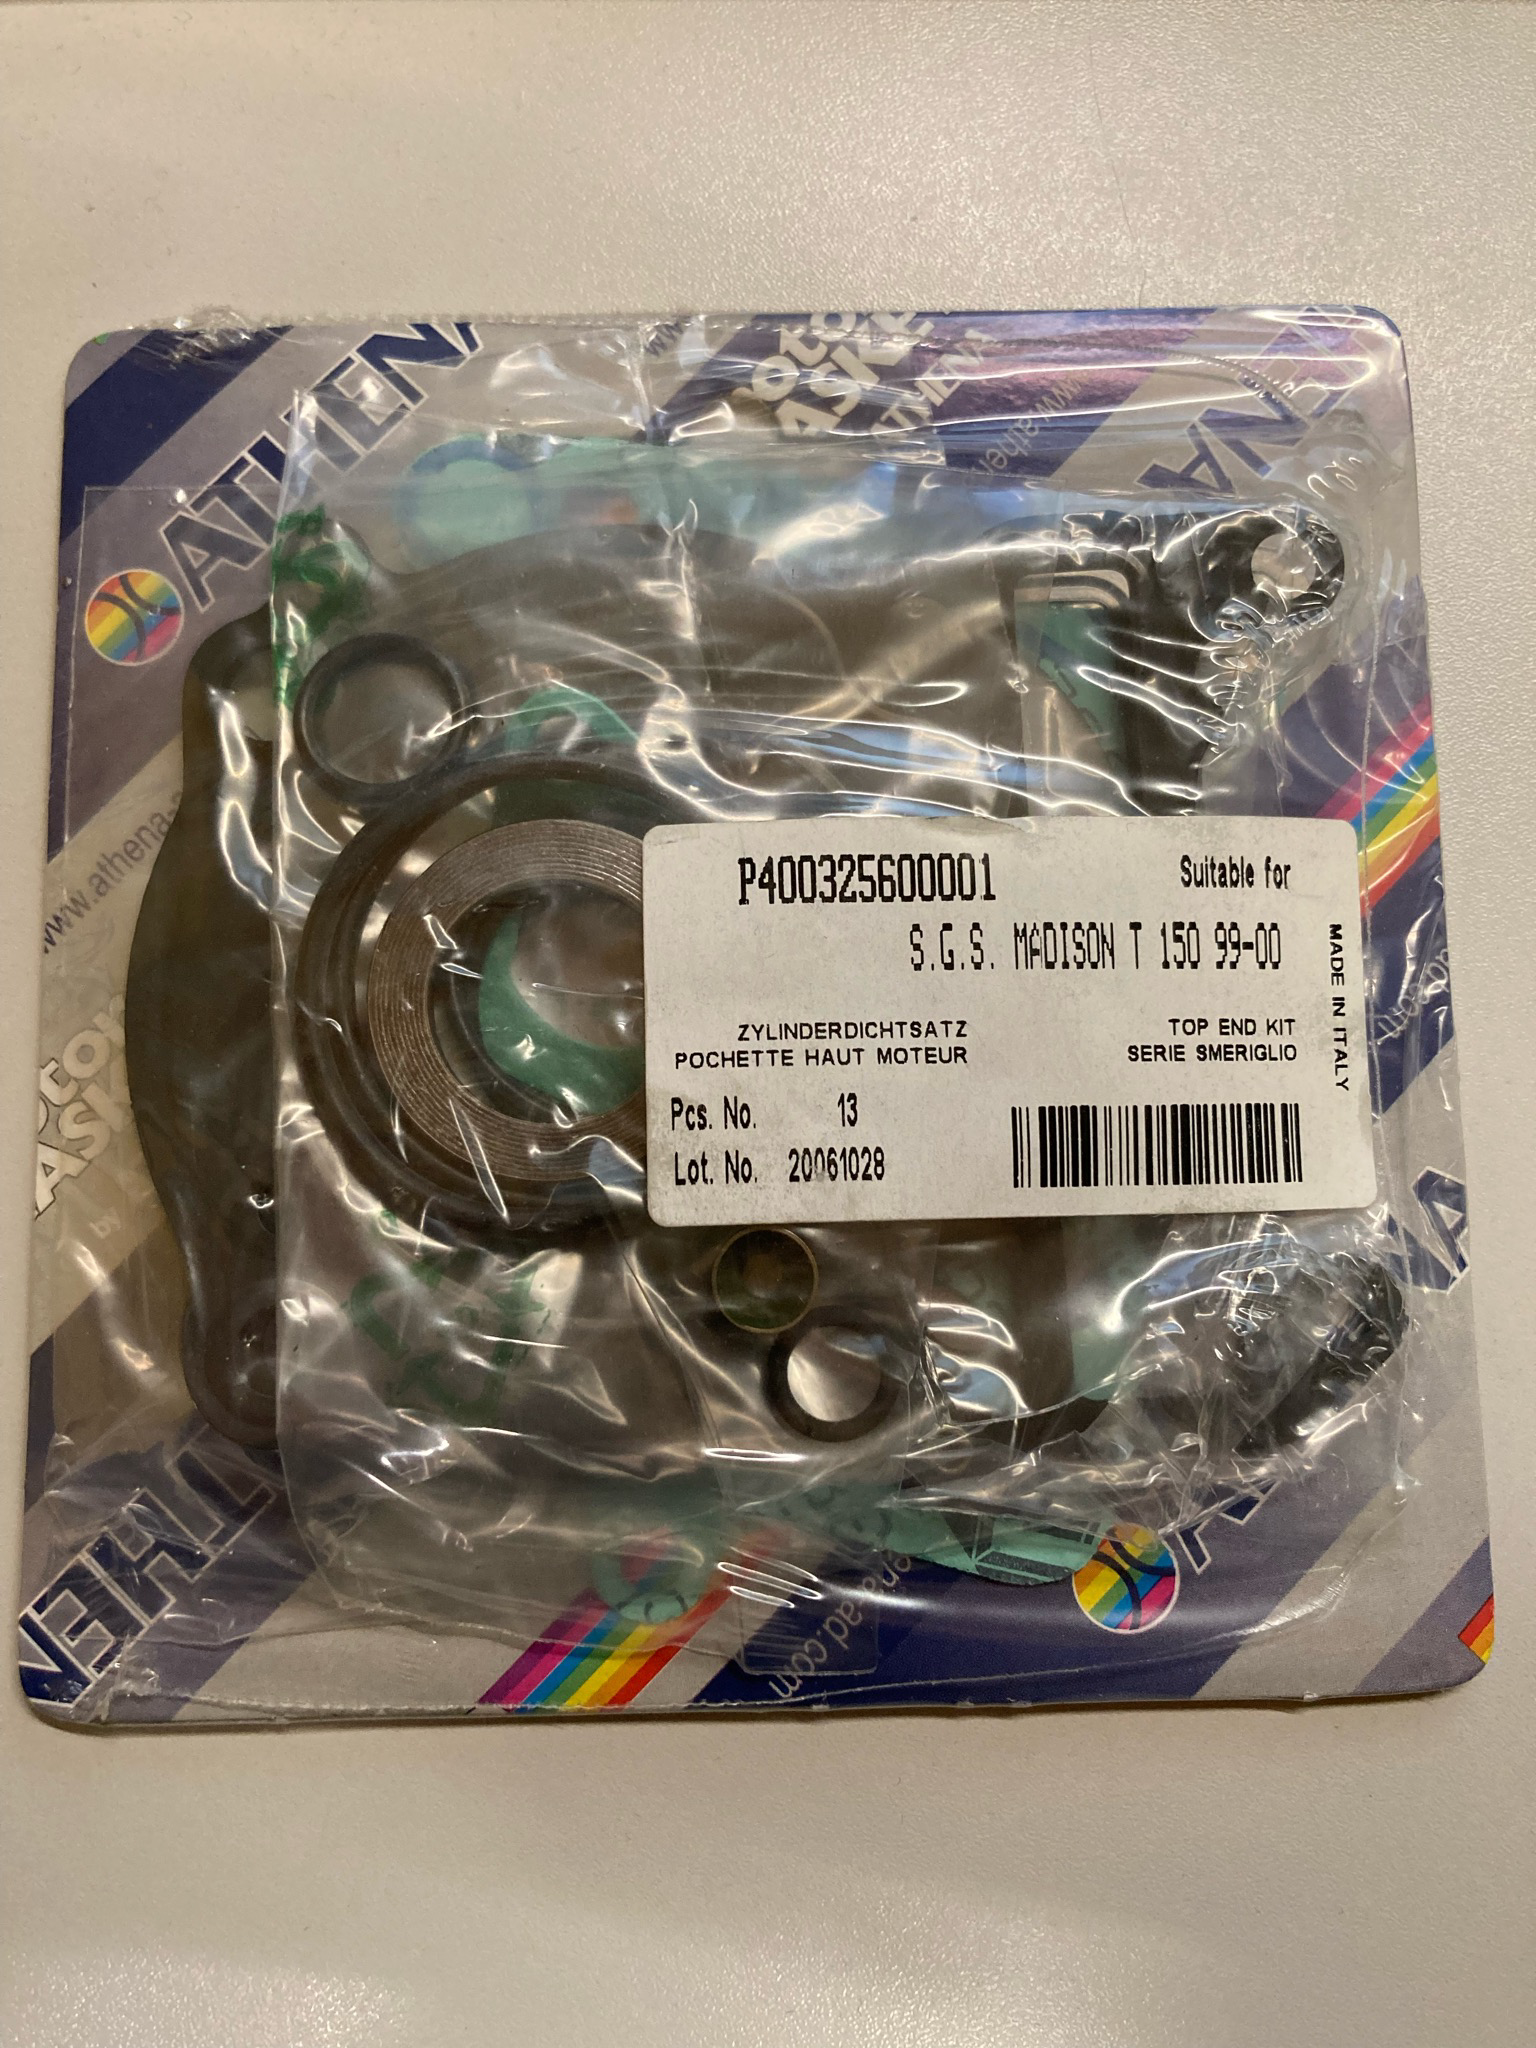 ATHENA
P400325600001
Suitable for
S.G.S. MADISON T 150 99-00
ZYLINDERDICHTSATZ
POCHETTE HAUT MOTEUR
TOP END KIT
SERIE SMERIGLIO
Pcs. No. 13
Lot. No. 20061028
MADE IN ITALY
www.athena-
by